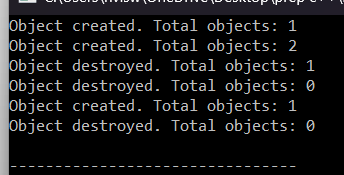 Object created. Total objects: 1
Object created. Total objects: 2
Object destroyed. Total objects: 1
Object destroyed. Total objects: 0
Object created. Total objects: 1
Object destroyed. Total objects: 0
--------------------------------